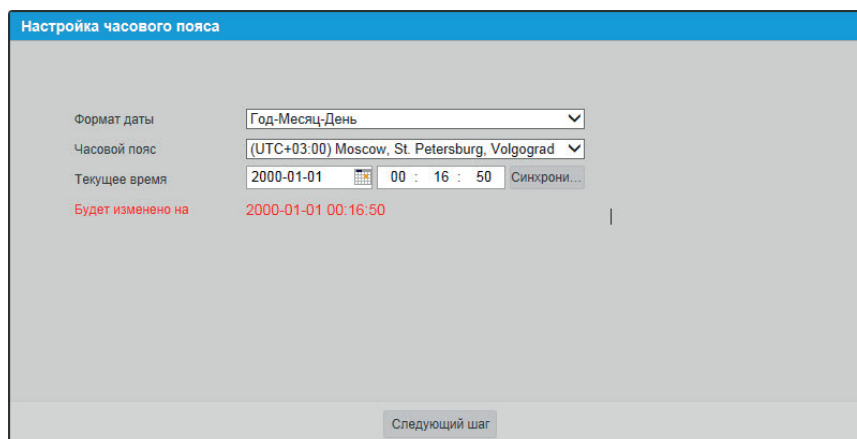 Настройка часового пояса
Формат даты Год-Месяц-День
Часовой пояс (UTC+03:00) Moscow, St. Petersburg, Volgograd
Текущее время 2000-01-01 00 : 16 : 50 Синхрони...
Будет изменено на 2000-01-01 00:16:50
Следующий шаг